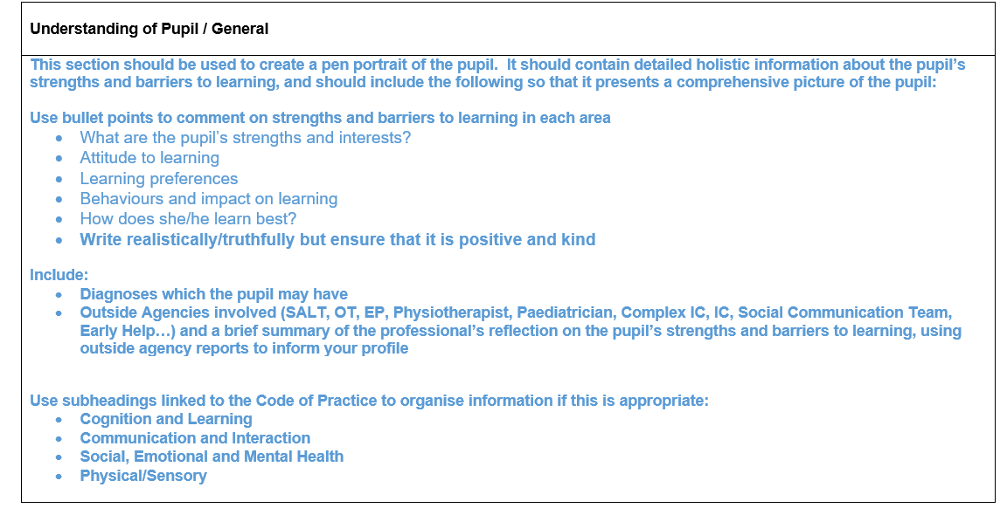 Understanding of Pupil / General
This section should be used to create a pen portrait of the pupil.  It should contain detailed holistic information about the pupil’s
strengths and barriers to learning, and should include the following so that it presents a comprehensive picture of the pupil:
Use bullet points to comment on strengths and barriers to learning in each area
• What are the pupil’s strengths and interests?
• Attitude to learning
• Learning preferences
• Behaviours and impact on learning
• How does she/he learn best?
• Write realistically/truthfully but ensure that it is positive and kind
Include:
• Diagnoses which the pupil may have
• Outside Agencies involved (SALT, OT, EP, Physiotherapist, Paediatrician, Complex IC, IC, Social Communication Team,
Early Help…) and a brief summary of the professional’s reflection on the pupil’s strengths and barriers to learning, using
outside agency reports to inform your profile
Use subheadings linked to the Code of Practice to organise information if this is appropriate:
• Cognition and Learning
• Communication and Interaction
• Social, Emotional and Mental Health
• Physical/Sensory